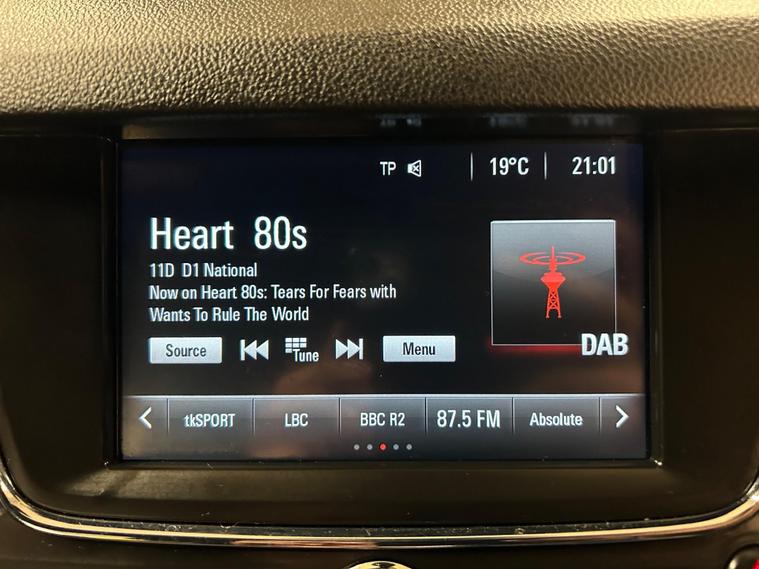 TP 19°C 21:01
Heart 80s
11D D1 National
Now on Heart 80s: Tears For Fears with
Wants To Rule The World
DAB
Source Tune Menu
tkSPORT LBC BBC R2 87.5 FM Absolute